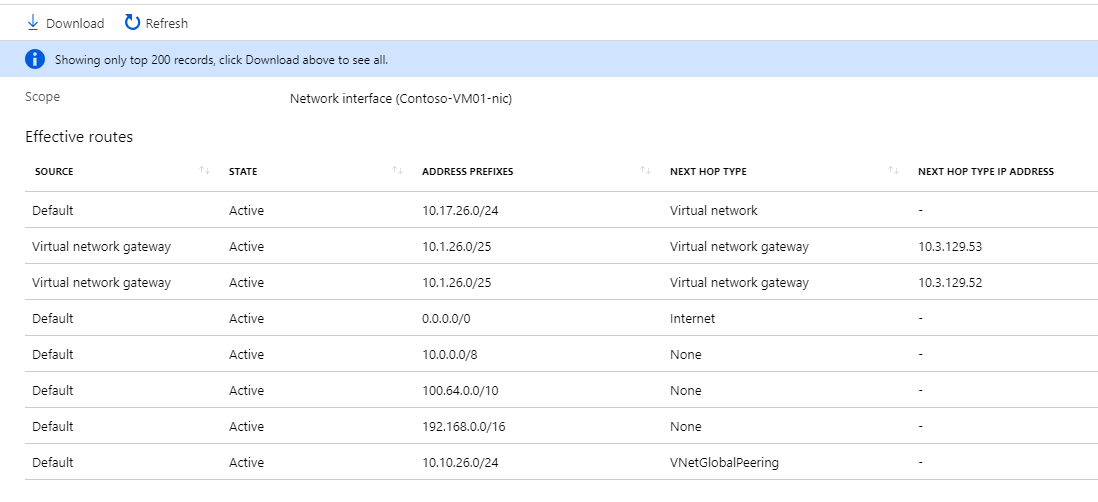 Download Refresh
Showing only top 200 records, click Download above to see all.
Scope Network interface (Contoso-VM01-nic)
Effective routes
SOURCE STATE ADDRESS PREFIXES NEXT HOP TYPE NEXT HOP TYPE IP ADDRESS
Default Active 10.17.26.0/24 Virtual network -
Virtual network gateway Active 10.1.26.0/25 Virtual network gateway 10.3.129.53
Virtual network gateway Active 10.1.26.0/25 Virtual network gateway 10.3.129.52
Default Active 0.0.0.0/0 Internet -
Default Active 10.0.0.0/8 None -
Default Active 100.64.0.0/10 None -
Default Active 192.168.0.0/16 None -
Default Active 10.10.26.0/24 VNetGlobalPeering -